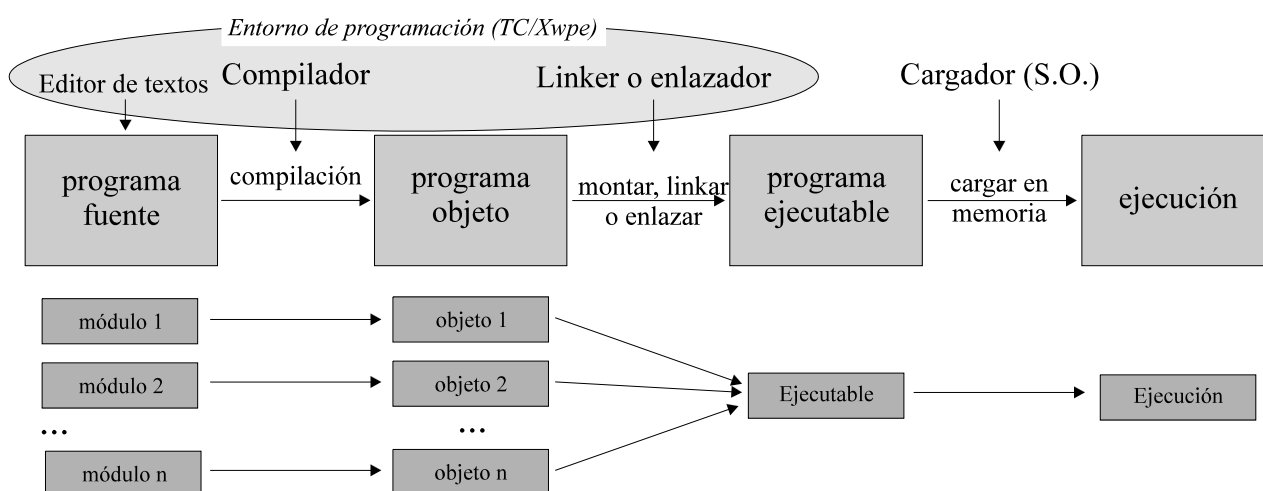 Entorno de programación (TC/Xwpe)
Editor de textos
Compilador
Linker o enlazador
Cargador (S.O.)
programa
fuente
compilación
programa
objeto
montar, linkar
o enlazar
programa
ejecutable
cargar en
memoria
ejecución
módulo 1
objeto 1
módulo 2
objeto 2
Ejecutable
Ejecución
...
...
módulo n
objeto n